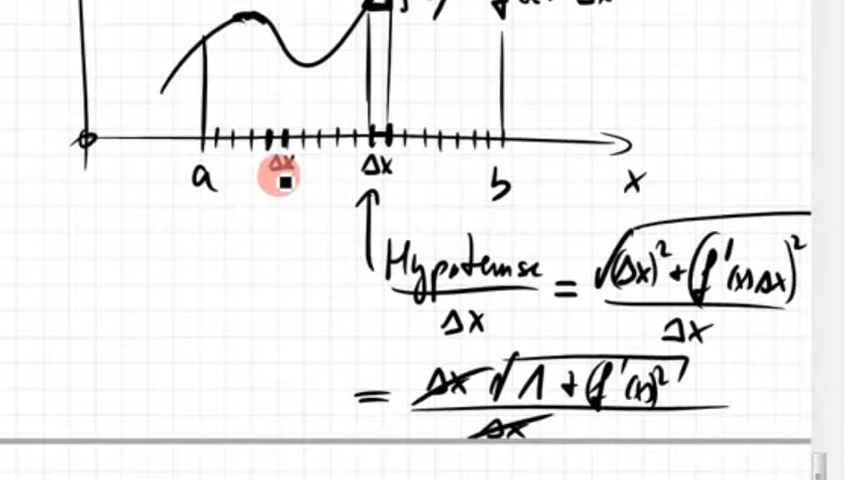 Δx Δx
a b x
Hypotenuse / Δx = √((Δx)² + (f'(x)Δx)²) / Δx
= Δx √(1 + f'(x)²) / Δx